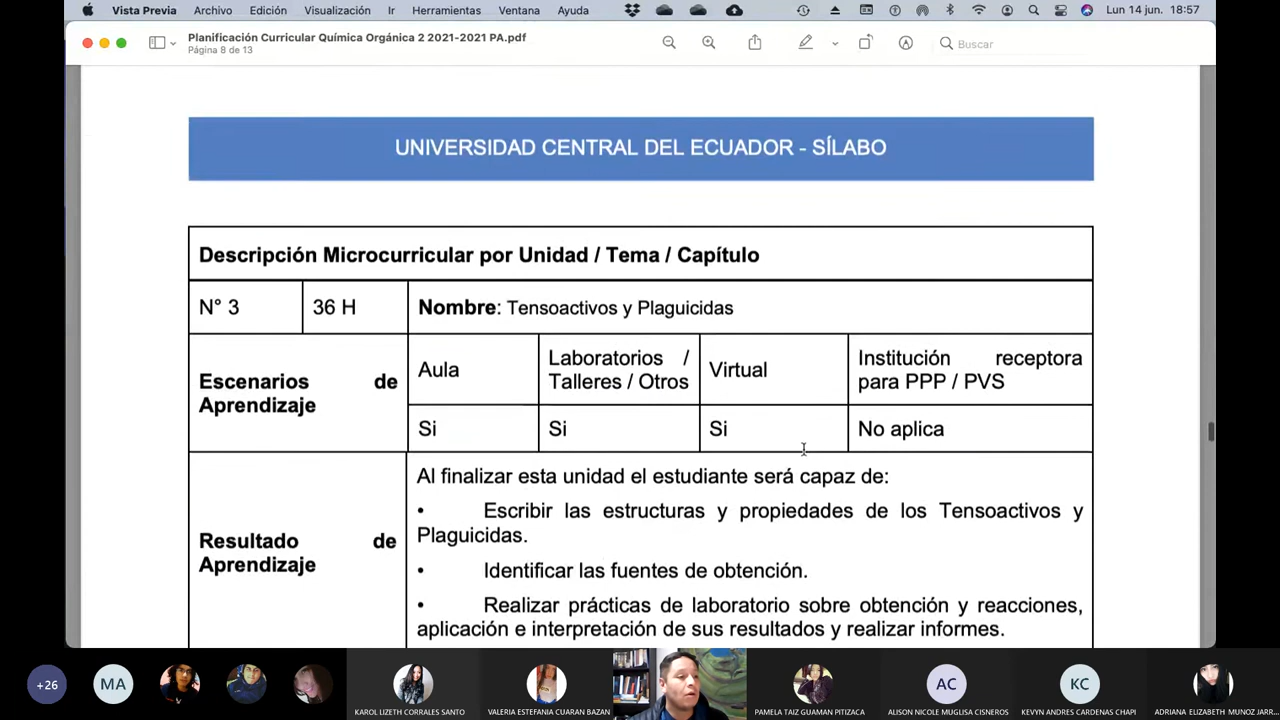 Vista Previa Archivo Edición Visualización Ir Herramientas Ventana Ayuda Lun 14 jun. 18:57
Planificación Curricular Química Orgánica 2 2021-2021 PA.pdf
Página 8 de 13
Buscar
UNIVERSIDAD CENTRAL DEL ECUADOR - SÍLABO
Descripción Microcurricular por Unidad / Tema / Capítulo
N° 3 36 H Nombre: Tensoactivos y Plaguicidas
Escenarios de
Aprendizaje
Aula
Laboratorios /
Talleres / Otros
Virtual
Institución receptora
para PPP / PVS
Si Si Si No aplica
Resultado de
Aprendizaje
Al finalizar esta unidad el estudiante será capaz de:
• Escribir las estructuras y propiedades de los Tensoactivos y
Plaguicidas.
• Identificar las fuentes de obtención.
• Realizar prácticas de laboratorio sobre obtención y reacciones,
aplicación e interpretación de sus resultados y realizar informes.
+26 MA AC KC
KAROL LIZETH CORRALES SANTO VALERIA ESTEFANIA CUARAN BAZAN PAMELA TAIZ GUAMAN PITIZACA ALISON NICOLE MUGLISA CISNEROS KEVYN ANDRES CARDENAS CHAPI ADRIANA ELIZABETH MUNOZ JARR...